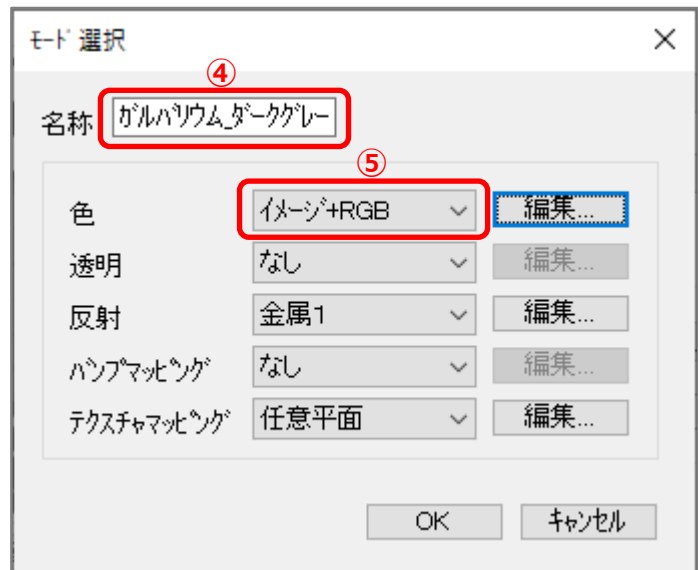 ﾓｰﾄﾞ 選択
④
名称 ｶﾞﾙﾊﾞﾘｳﾑ_ﾀﾞｰｸｸﾞﾚｰ
⑤
色 ｲﾒｰｼﾞ+RGB 編集...
透明 なし 編集...
反射 金属1 編集...
ﾊﾞﾝﾌﾟﾏｯﾋﾟﾝｸﾞ なし 編集...
ﾃｸｽﾁｬﾏｯﾋﾟﾝｸﾞ 任意平面 編集...
OK ｷｬﾝｾﾙ